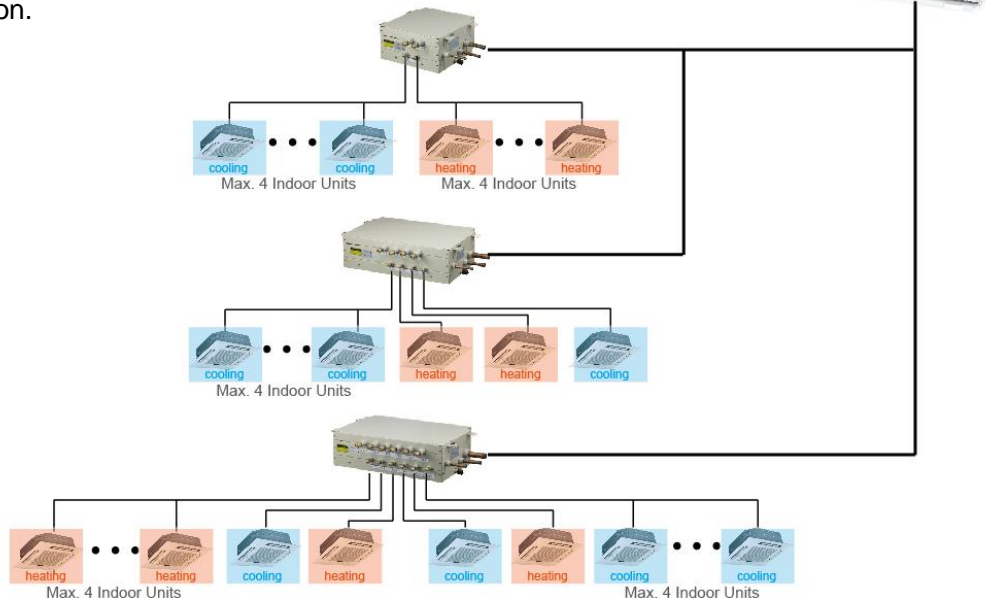 on.
cooling cooling heating heating
Max. 4 Indoor Units Max. 4 Indoor Units
cooling cooling heating heating cooling
Max. 4 Indoor Units
heating heating cooling heating cooling heating cooling cooling
Max. 4 Indoor Units Max. 4 Indoor Units